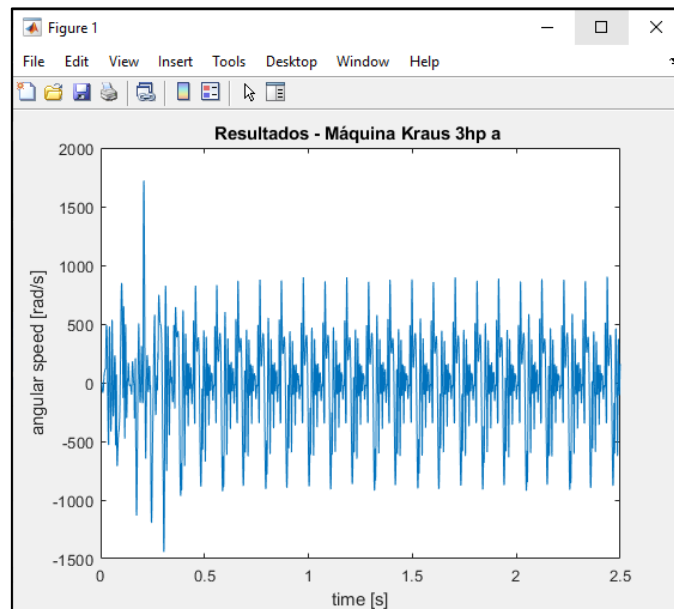 Figure 1
File Edit View Insert Tools Desktop Window Help
Resultados - Máquina Kraus 3hp a
2000
1500
1000
500
0
-500
-1000
-1500
angular speed [rad/s]
0 0.5 1 1.5 2 2.5
time [s]